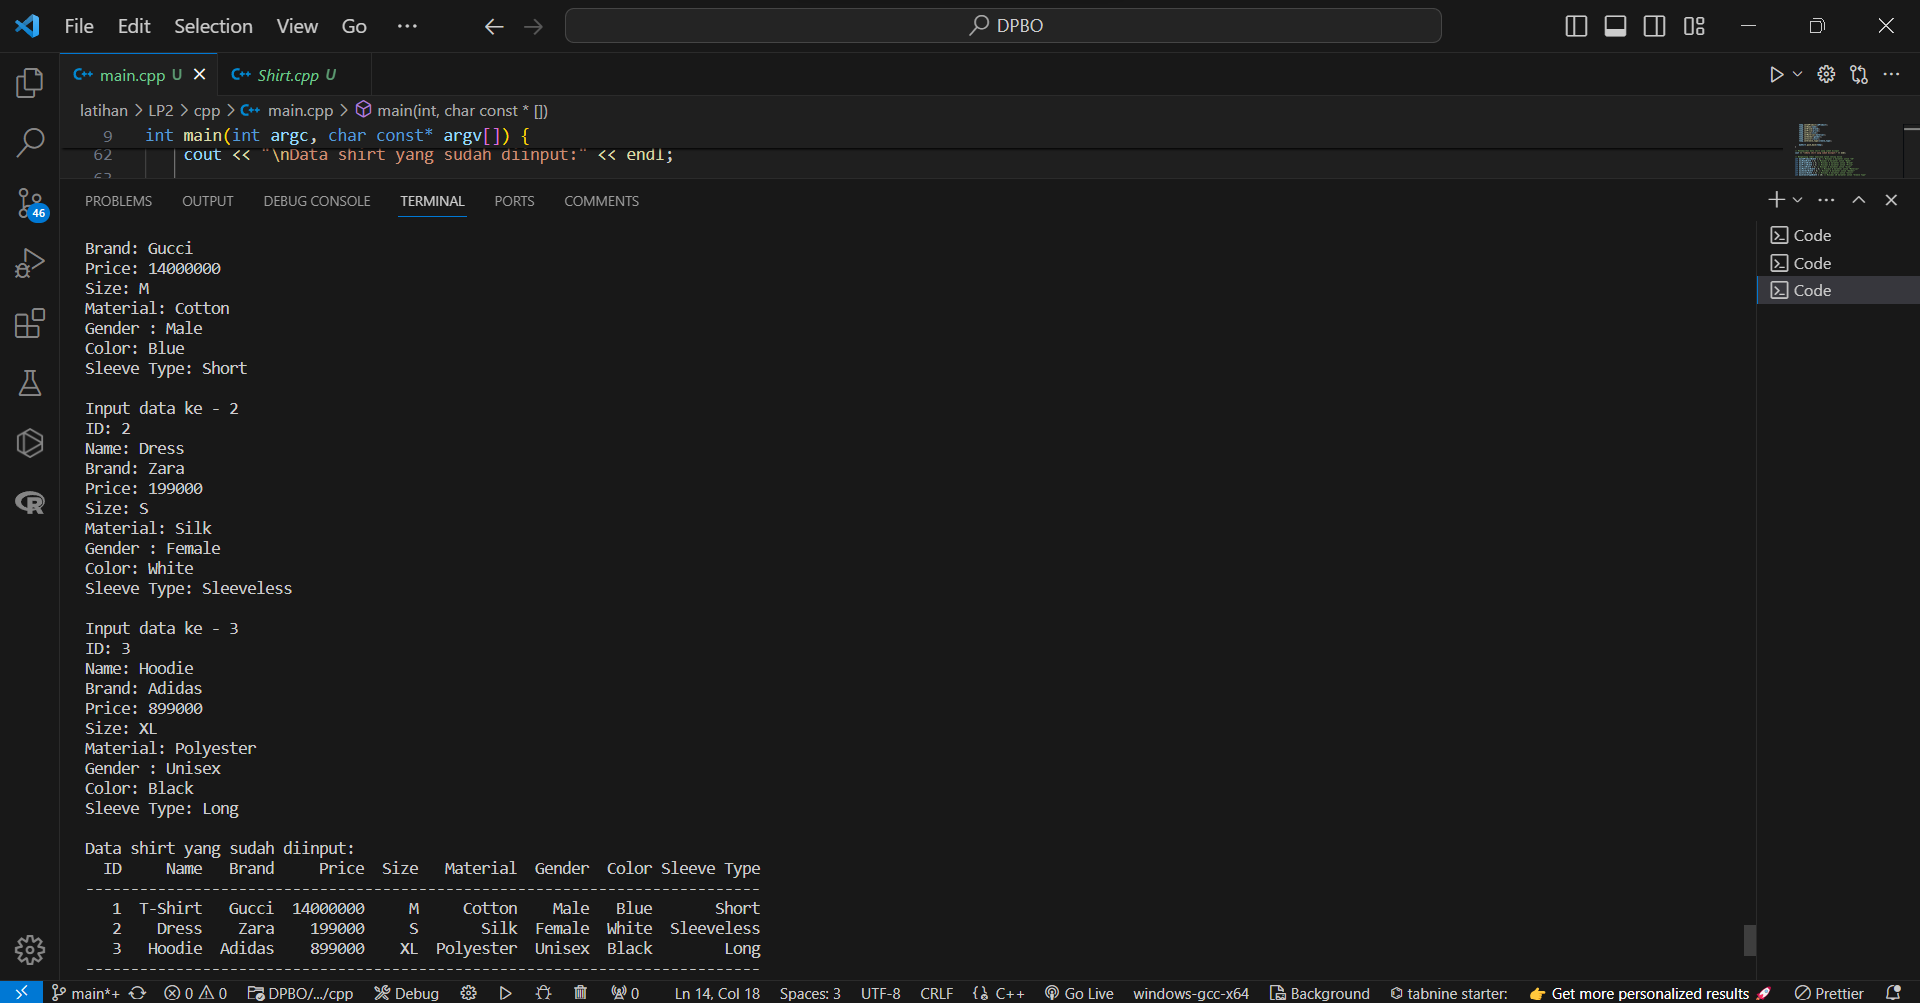 File Edit Selection View Go ··· DPBO
main.cpp U Shirt.cpp U
latihan > LP2 > cpp > main.cpp > main(int, char const * [])
9 int main(int argc, char const* argv[]) {
62 cout << "\nData shirt yang sudah diinput:" << endl;
PROBLEMS OUTPUT DEBUG CONSOLE TERMINAL PORTS COMMENTS
Code
Code
Code
46
Brand: Gucci
Price: 14000000
Size: M
Material: Cotton
Gender : Male
Color: Blue
Sleeve Type: Short
Input data ke - 2
ID: 2
Name: Dress
Brand: Zara
Price: 199000
Size: S
Material: Silk
Gender : Female
Color: White
Sleeve Type: Sleeveless
Input data ke - 3
ID: 3
Name: Hoodie
Brand: Adidas
Price: 899000
Size: XL
Material: Polyester
Gender : Unisex
Color: Black
Sleeve Type: Long
Data shirt yang sudah diinput:
ID Name Brand Price Size Material Gender Color Sleeve Type
---------------------------------------------------------------------------
1 T-Shirt Gucci 14000000 M Cotton Male Blue Short
2 Dress Zara 199000 S Silk Female White Sleeveless
3 Hoodie Adidas 899000 XL Polyester Unisex Black Long
---------------------------------------------------------------------------
main*+ 0 0 DPBO/.../cpp Debug 0 Ln 14, Col 18 Spaces: 3 UTF-8 CRLF C++ Go Live windows-gcc-x64 Background tabnine starter: 👉 Get more personalized results 🚀 Prettier